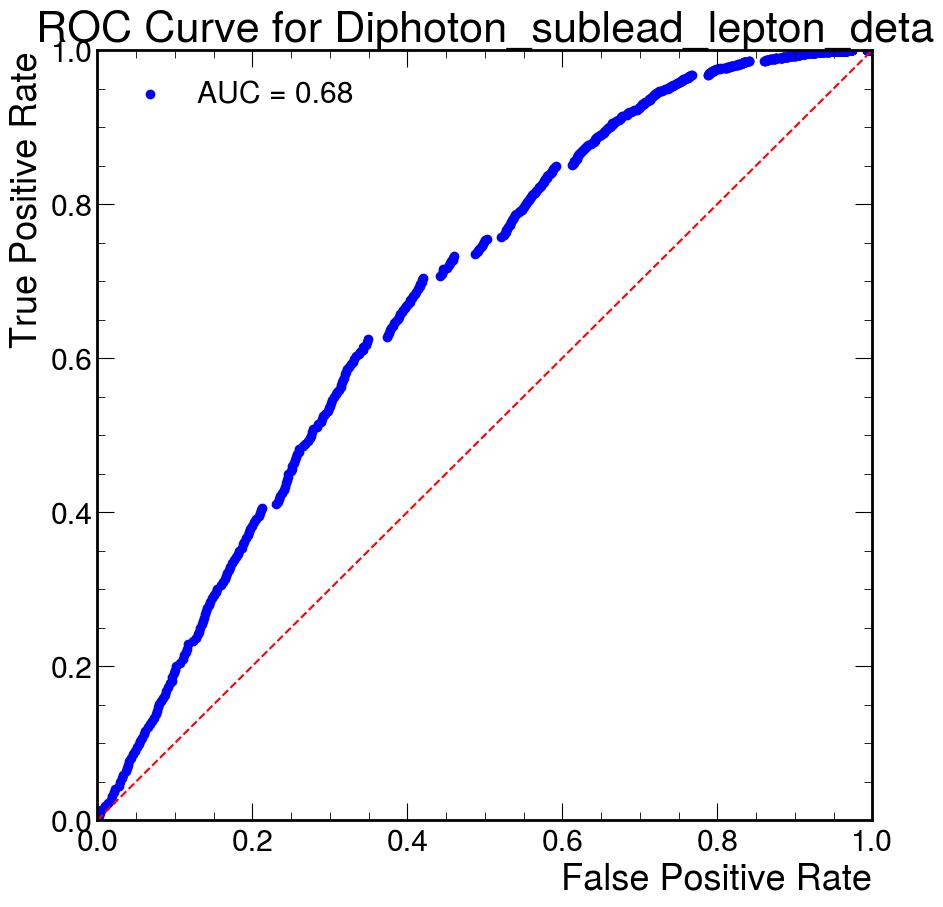 ROC Curve for Diphoton_sublead_lepton_deta
AUC = 0.68
True Positive Rate
1.0
0.8
0.6
0.4
0.2
0.0
0.0 0.2 0.4 0.6 0.8 1.0
False Positive Rate